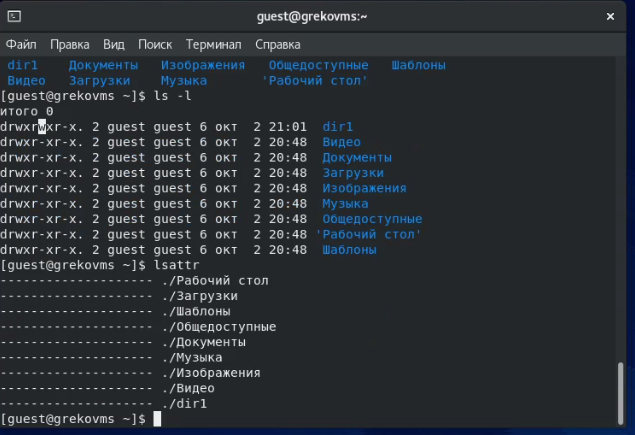 guest@grekovms:~
Файл Правка Вид Поиск Терминал Справка
dir1 Документы Изображения Общедоступные Шаблоны
Видео Загрузки Музыка 'Рабочий стол'
[guest@grekovms ~]$ ls -l
итого 0
drwxrwxr-x. 2 guest guest 6 окт 2 21:01 dir1
drwxr-xr-x. 2 guest guest 6 окт 2 20:48 Видео
drwxr-xr-x. 2 guest guest 6 окт 2 20:48 Документы
drwxr-xr-x. 2 guest guest 6 окт 2 20:48 Загрузки
drwxr-xr-x. 2 guest guest 6 окт 2 20:48 Изображения
drwxr-xr-x. 2 guest guest 6 окт 2 20:48 Музыка
drwxr-xr-x. 2 guest guest 6 окт 2 20:48 Общедоступные
drwxr-xr-x. 2 guest guest 6 окт 2 20:48 'Рабочий стол'
drwxr-xr-x. 2 guest guest 6 окт 2 20:48 Шаблоны
[guest@grekovms ~]$ lsattr
-------------------- ./Рабочий стол
-------------------- ./Загрузки
-------------------- ./Шаблоны
-------------------- ./Общедоступные
-------------------- ./Документы
-------------------- ./Музыка
-------------------- ./Изображения
-------------------- ./Видео
-------------------- ./dir1
[guest@grekovms ~]$